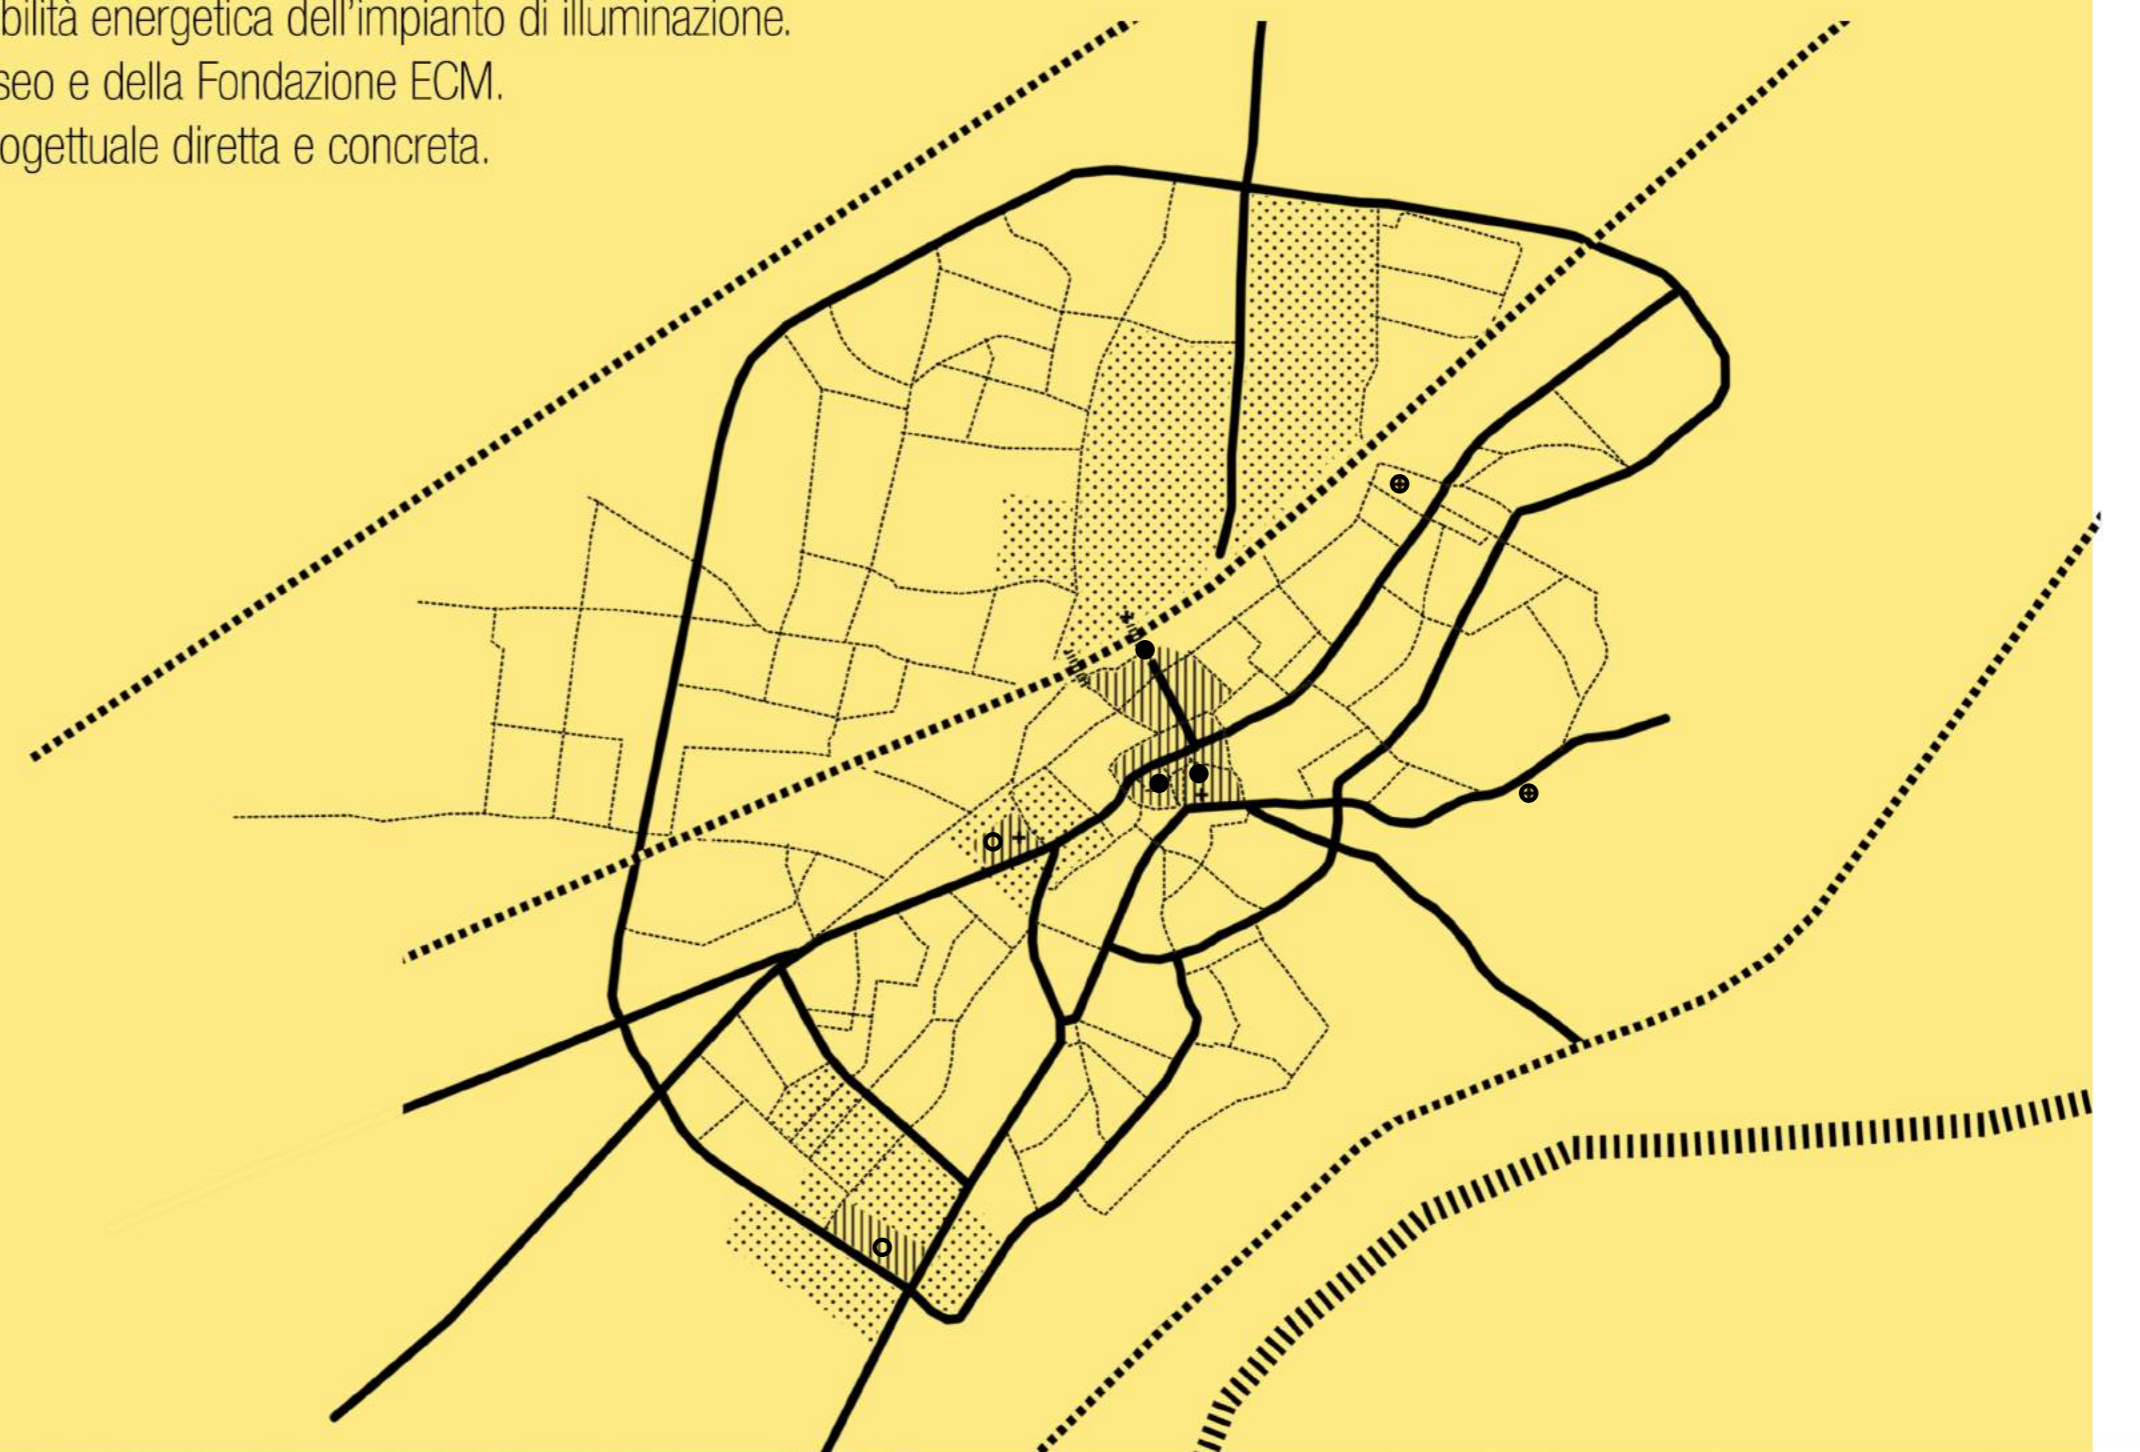 bilità energetica dell'impianto di illuminazione.
seo e della Fondazione ECM.
ogettuale diretta e concreta.